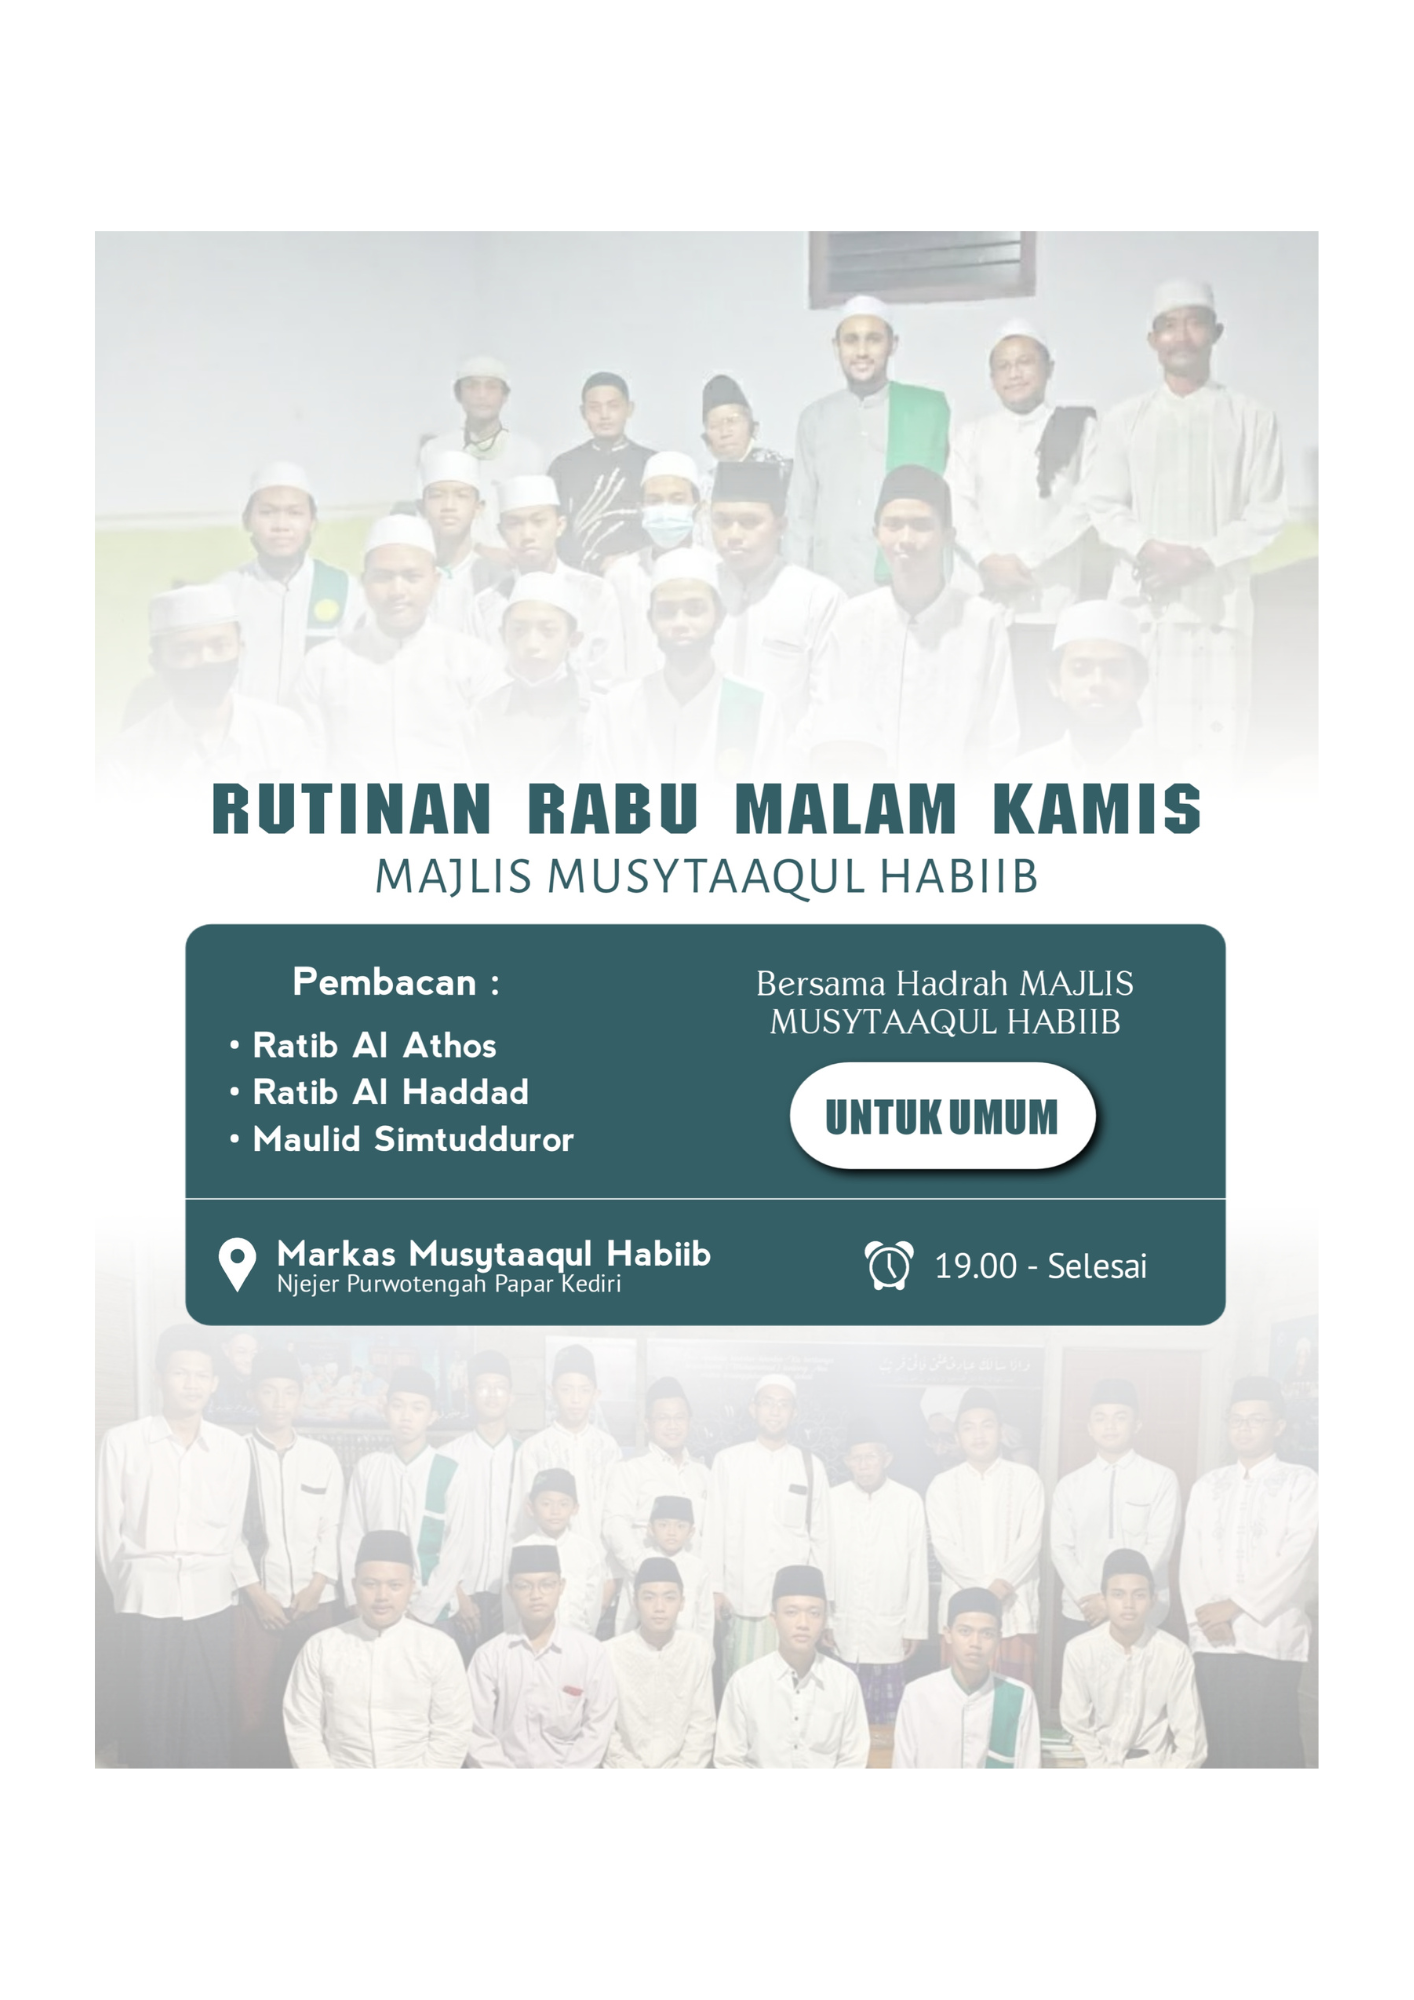 RUTINAN RABU MALAM KAMIS
MAJLIS MUSYTAAQUL HABIIB
Pembacan :
• Ratib Al Athos
• Ratib Al Haddad
• Maulid Simtudduror
Bersama Hadrah MAJLIS
MUSYTAAQUL HABIIB
UNTUK UMUM
Markas Musytaaqul Habiib
Njejer Purwotengah Papar Kediri
19.00 - Selesai